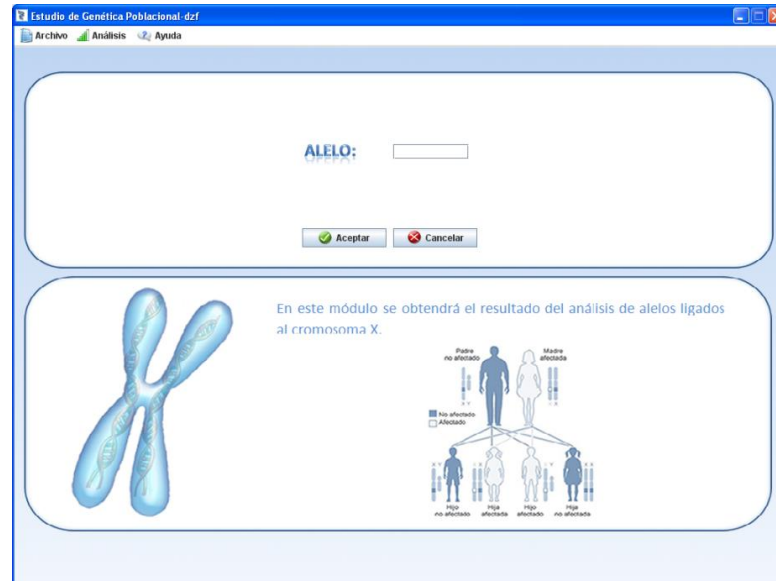 Estudio de Genética Poblacional-dzf
Archivo Análisis Ayuda
ALELO:
Aceptar Cancelar
En este módulo se obtendrá el resultado del análisis de alelos ligados
al cromosoma X.
Padre
no afectado
Madre
afectada
X Y
No afectado
Afectado
Hijo
no afectado
Hija
afectada
Hijo
afectado
Hija
no afectada